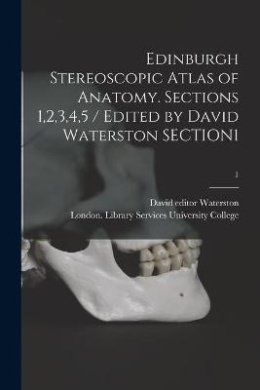 Edinburgh
Stereoscopic Atlas of
Anatomy. Sections
1,2,3,4,5 / Edited by David
Waterston SECTION1
; 1
David editor Waterston
London. Library Services University College